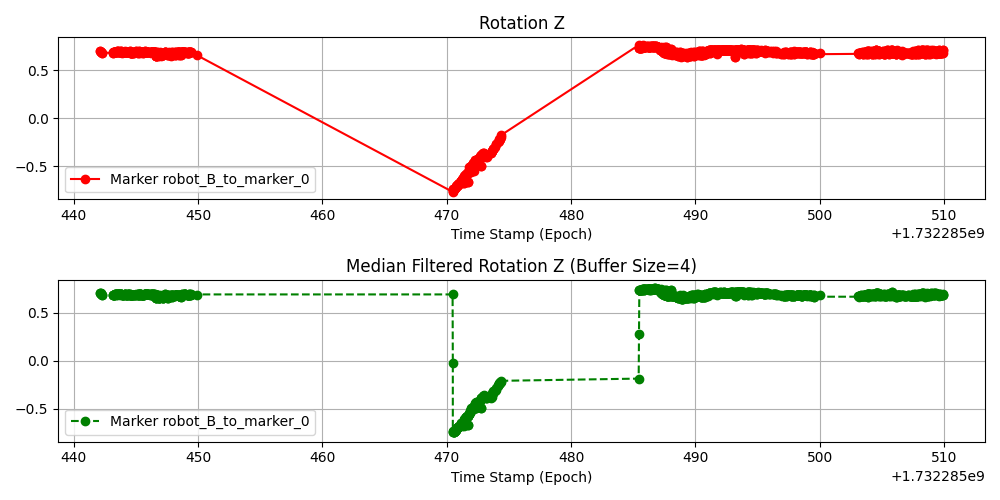 Rotation Z
0.5
0.0
−0.5
Marker robot_B_to_marker_0
440 450 460 470 480 490 500 510
Time Stamp (Epoch)
+1.732285e9
Median Filtered Rotation Z (Buffer Size=4)
0.5
0.0
−0.5
Marker robot_B_to_marker_0
440 450 460 470 480 490 500 510
Time Stamp (Epoch)
+1.732285e9